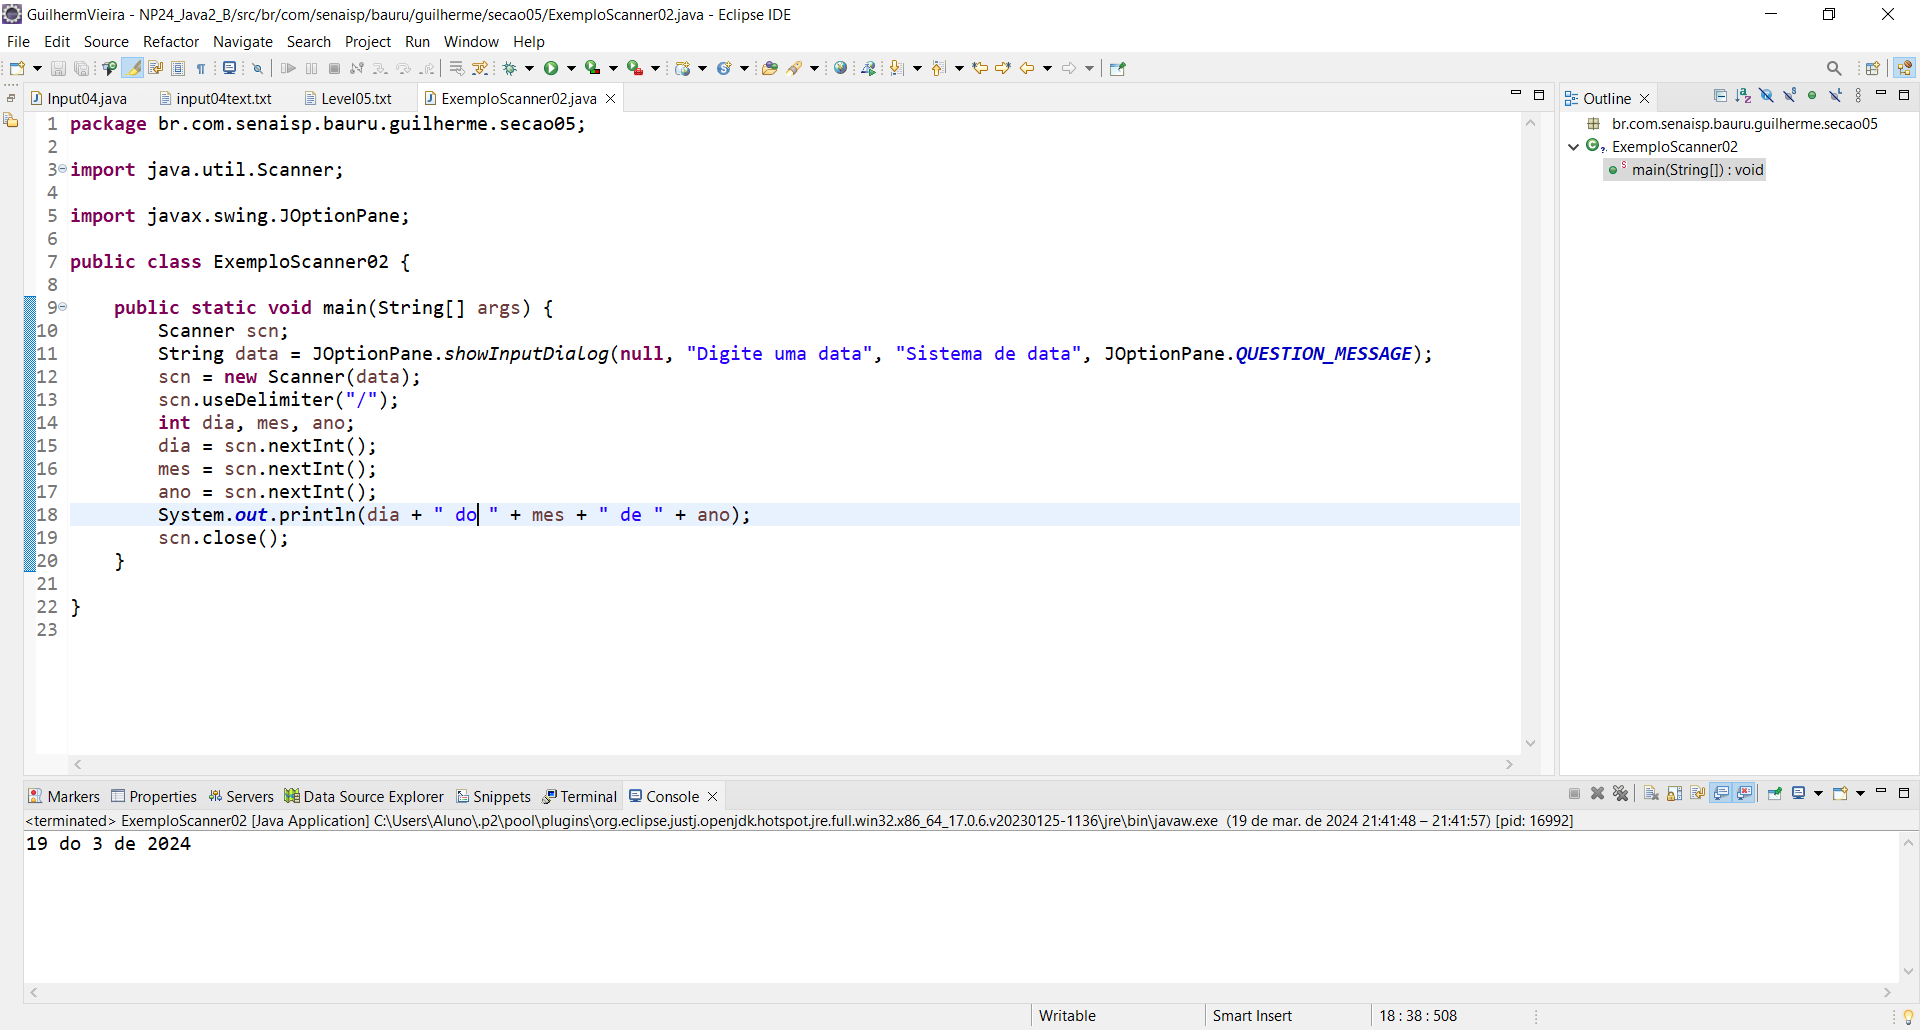 GuilhermVieira - NP24_Java2_B/src/br/com/senaisp/bauru/guilherme/secao05/ExemploScanner02.java - Eclipse IDE
File Edit Source Refactor Navigate Search Project Run Window Help
Input04.java input04text.txt Level05.txt ExemploScanner02.java
1 package br.com.senaisp.bauru.guilherme.secao05;
2
3 import java.util.Scanner;
4
5 import javax.swing.JOptionPane;
6
7 public class ExemploScanner02 {
8
9 public static void main(String[] args) {
10 Scanner scn;
11 String data = JOptionPane.showInputDialog(null, "Digite uma data", "Sistema de data", JOptionPane.QUESTION_MESSAGE);
12 scn = new Scanner(data);
13 scn.useDelimiter("/");
14 int dia, mes, ano;
15 dia = scn.nextInt();
16 mes = scn.nextInt();
17 ano = scn.nextInt();
18 System.out.println(dia + " do " + mes + " de " + ano);
19 scn.close();
20 }
21
22 }
23
Outline
br.com.senaisp.bauru.guilherme.secao05
ExemploScanner02
main(String[]) : void
Markers Properties Servers Data Source Explorer Snippets Terminal Console
<terminated> ExemploScanner02 [Java Application] C:\Users\Aluno\.p2\pool\plugins\org.eclipse.justj.openjdk.hotspot.jre.full.win32.x86_64_17.0.6.v20230125-1136\jre\bin\javaw.exe (19 de mar. de 2024 21:41:48 – 21:41:57) [pid: 16992]
19 do 3 de 2024
Writable Smart Insert 18 : 38 : 508